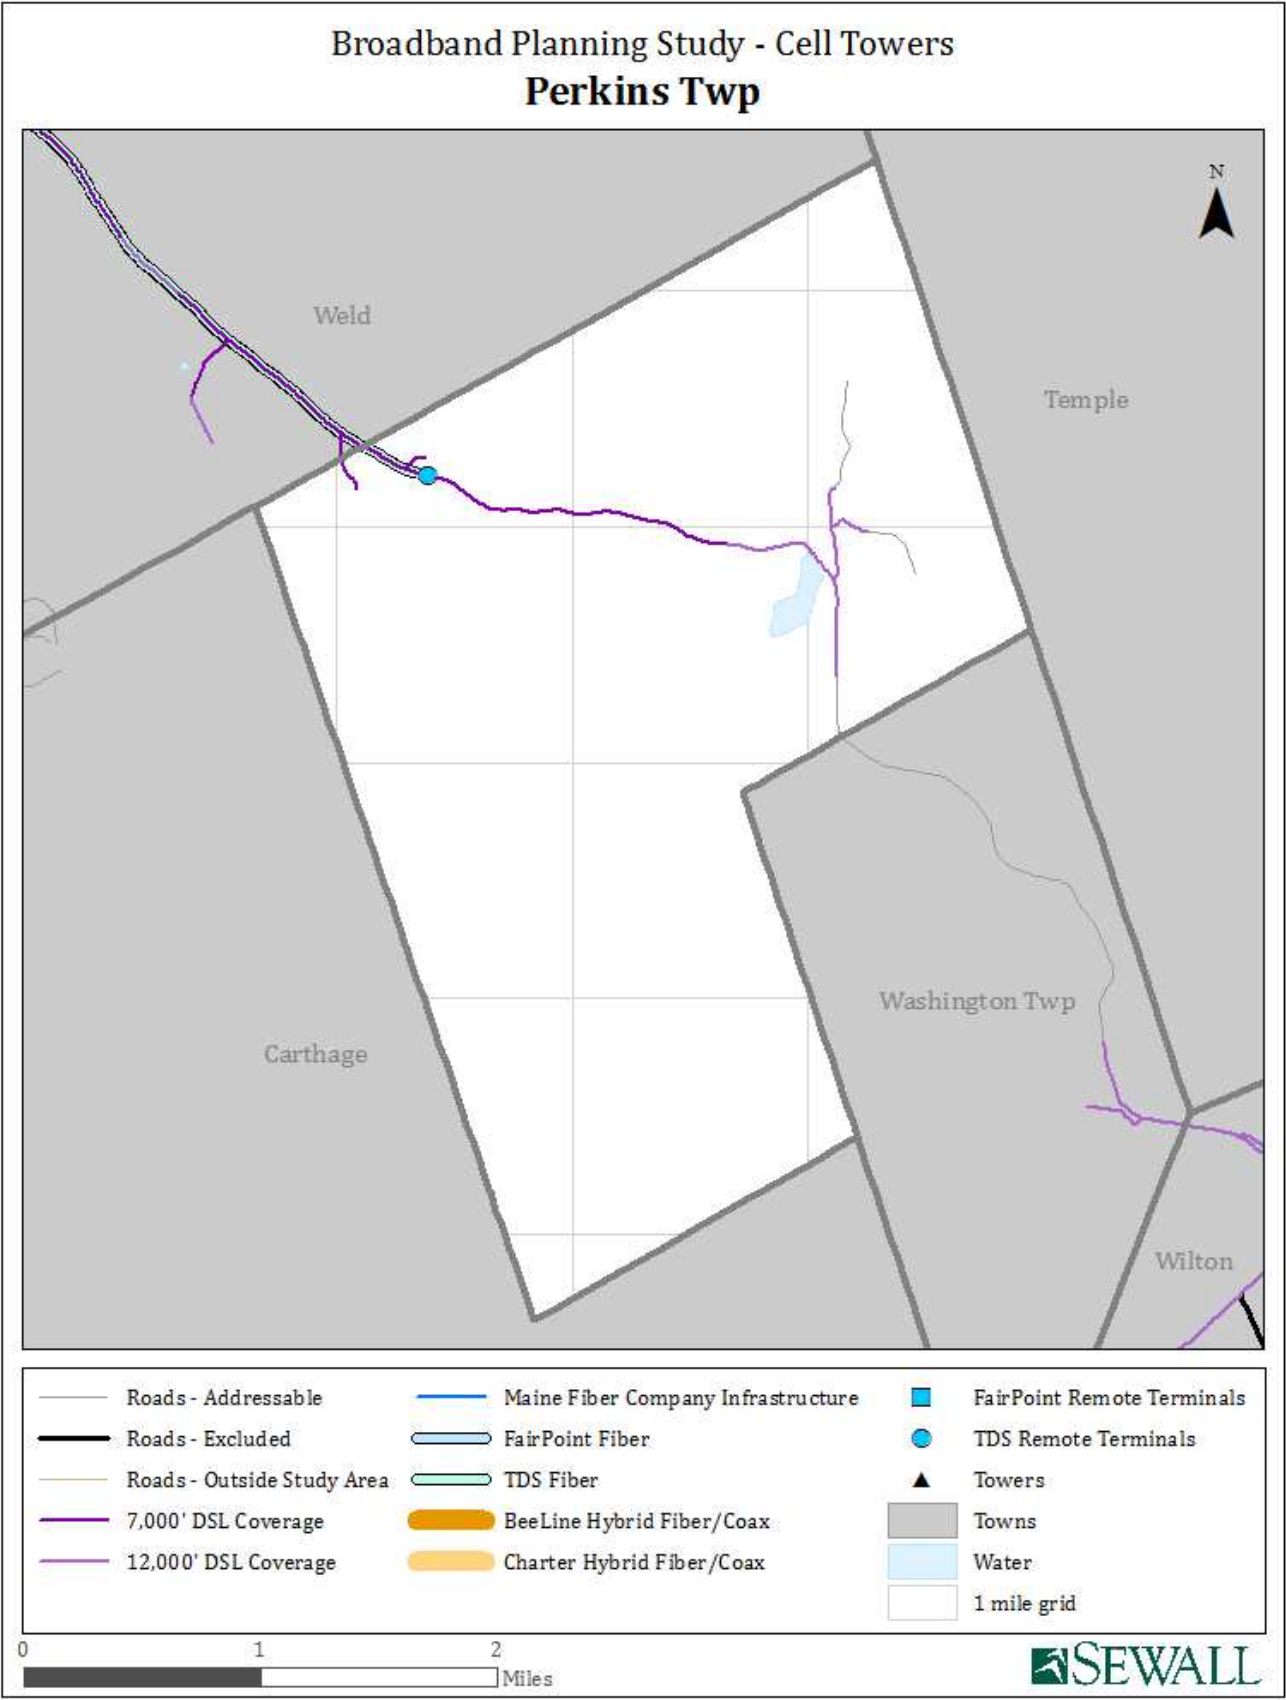 Broadband Planning Study - Cell Towers
Perkins Twp
N
Weld
Temple
Washington Twp
Carthage
Wilton
Roads - Addressable
Roads - Excluded
Roads - Outside Study Area
7,000' DSL Coverage
12,000' DSL Coverage
Maine Fiber Company Infrastructure
FairPoint Fiber
TDS Fiber
BeeLine Hybrid Fiber/Coax
Charter Hybrid Fiber/Coax
FairPoint Remote Terminals
TDS Remote Terminals
Towers
Towns
Water
1 mile grid
0 1 2
Miles
SEWALL